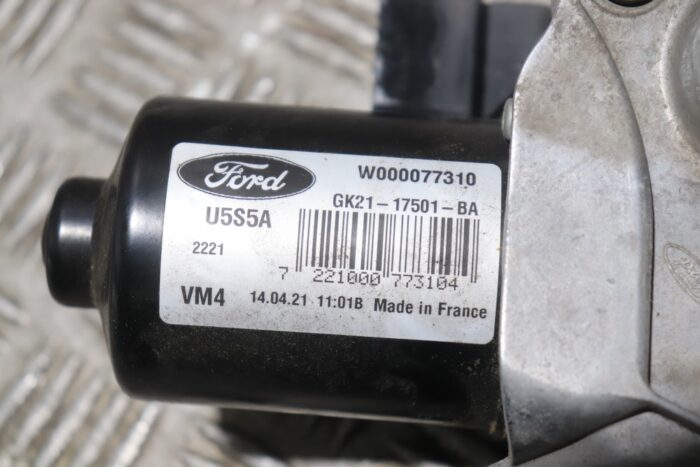 Ford
W000077310
GK21-17501-BA
U5S5A
2221
7 221000 773104
VM4 14.04.21 11:01B Made in France